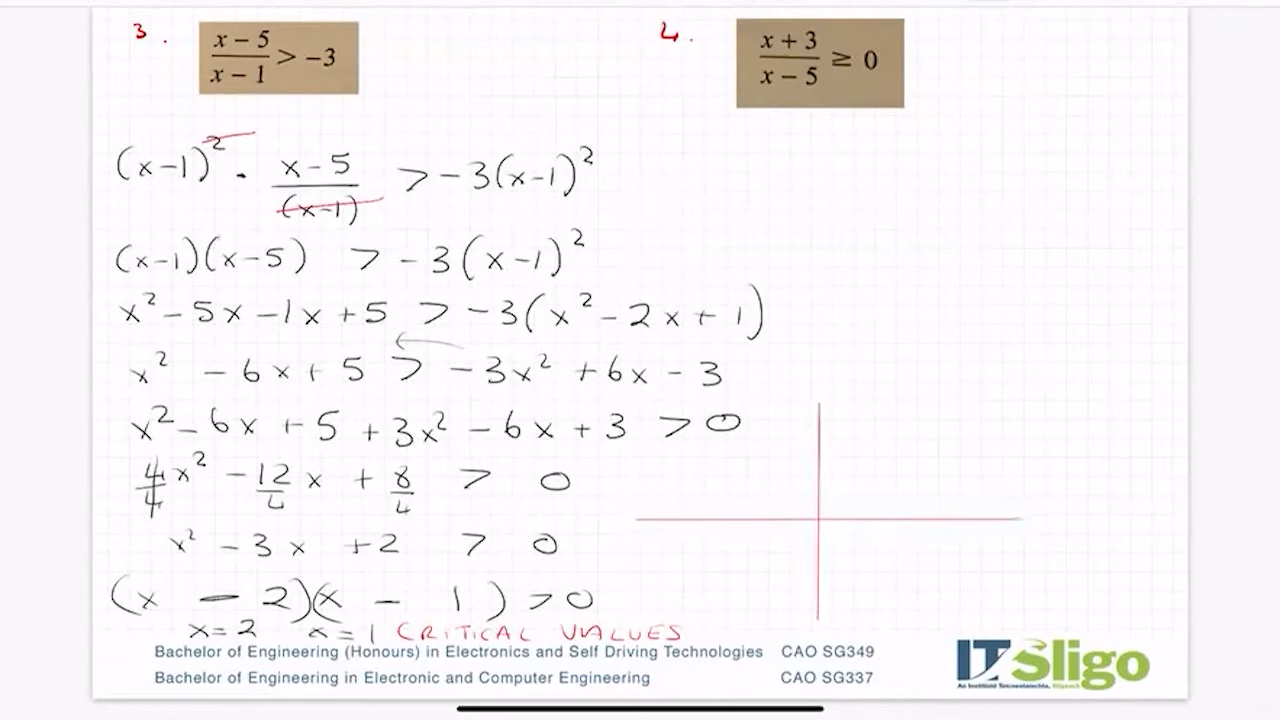 3.
x − 5 / x − 1 > −3
4.
x + 3 / x − 5 ≥ 0
(x−1)² · x−5 / (x−1) > −3(x−1)²
(x−1)(x−5) > −3(x−1)²
x² − 5x − 1x + 5 > −3(x² − 2x + 1)
x² − 6x + 5 > −3x² + 6x − 3
x² − 6x + 5 + 3x² − 6x + 3 > 0
4/4 x² − 12/4 x + 8/4 > 0
x² − 3x + 2 > 0
(x − 2)(x − 1) > 0
x = 2 x = 1 CRITICAL VALUES
Bachelor of Engineering (Honours) in Electronics and Self Driving Technologies CAO SG349
Bachelor of Engineering in Electronic and Computer Engineering CAO SG337
IT Sligo
An Institiúid Teicneolaíochta, Sligeach